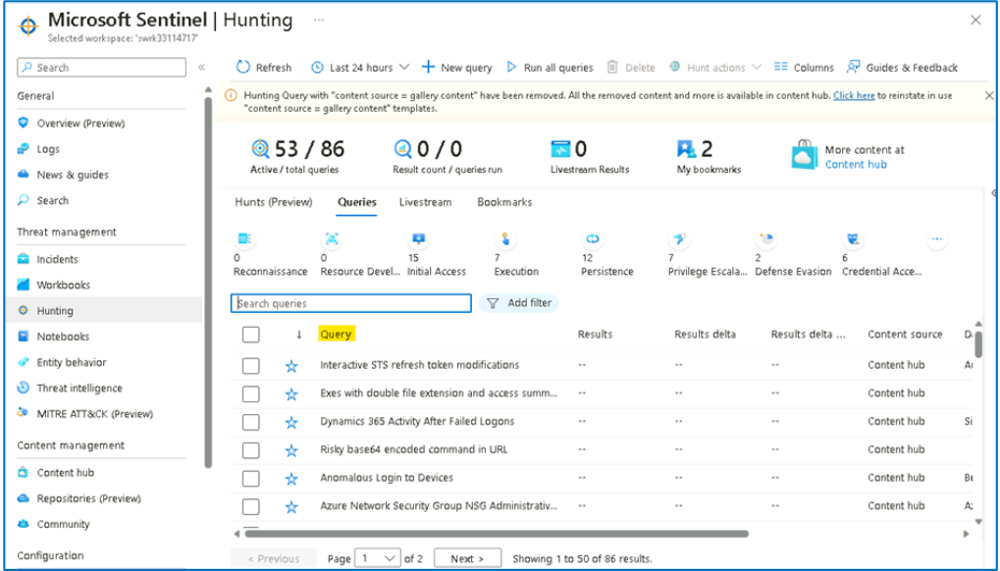 Microsoft Sentinel | Hunting ...
Selected workspace: 'swrk33114717'
Search
General
Overview (Preview)
Logs
News & guides
Search
Threat management
Incidents
Workbooks
Hunting
Notebooks
Entity behavior
Threat intelligence
MITRE ATT&CK (Preview)
Content management
Content hub
Repositories (Preview)
Community
Configuration
Refresh Last 24 hours New query Run all queries Delete Hunt actions Columns Guides & Feedback
Hunting Query with "content source = gallery content" have been removed. All the removed content and more is available in content hub. Click here to reinstate in use
"content source = gallery content" templates.
53 / 86
Active / total queries
0 / 0
Result count / queries run
0
Livestream Results
2
My bookmarks
More content at
Content hub
Hunts (Preview) Queries Livestream Bookmarks
0
Reconnaissance
0
Resource Devel...
15
Initial Access
7
Execution
12
Persistence
7
Privilege Escala...
2
Defense Evasion
6
Credential Acce...
...
Search queries
Add filter
Query Results Results delta Results delta ... Content source D
Interactive STS refresh token modifications -- -- -- Content hub A
Exes with double file extension and access summ... -- -- -- Content hub
Dynamics 365 Activity After Failed Logons -- -- -- Content hub Si
Risky base64 encoded command in URL -- -- -- Content hub
Anomalous Login to Devices -- -- -- Content hub Be
Azure Network Security Group NSG Administrativ... -- -- -- Content hub Az
< Previous Page 1 of 2 Next > Showing 1 to 50 of 86 results.